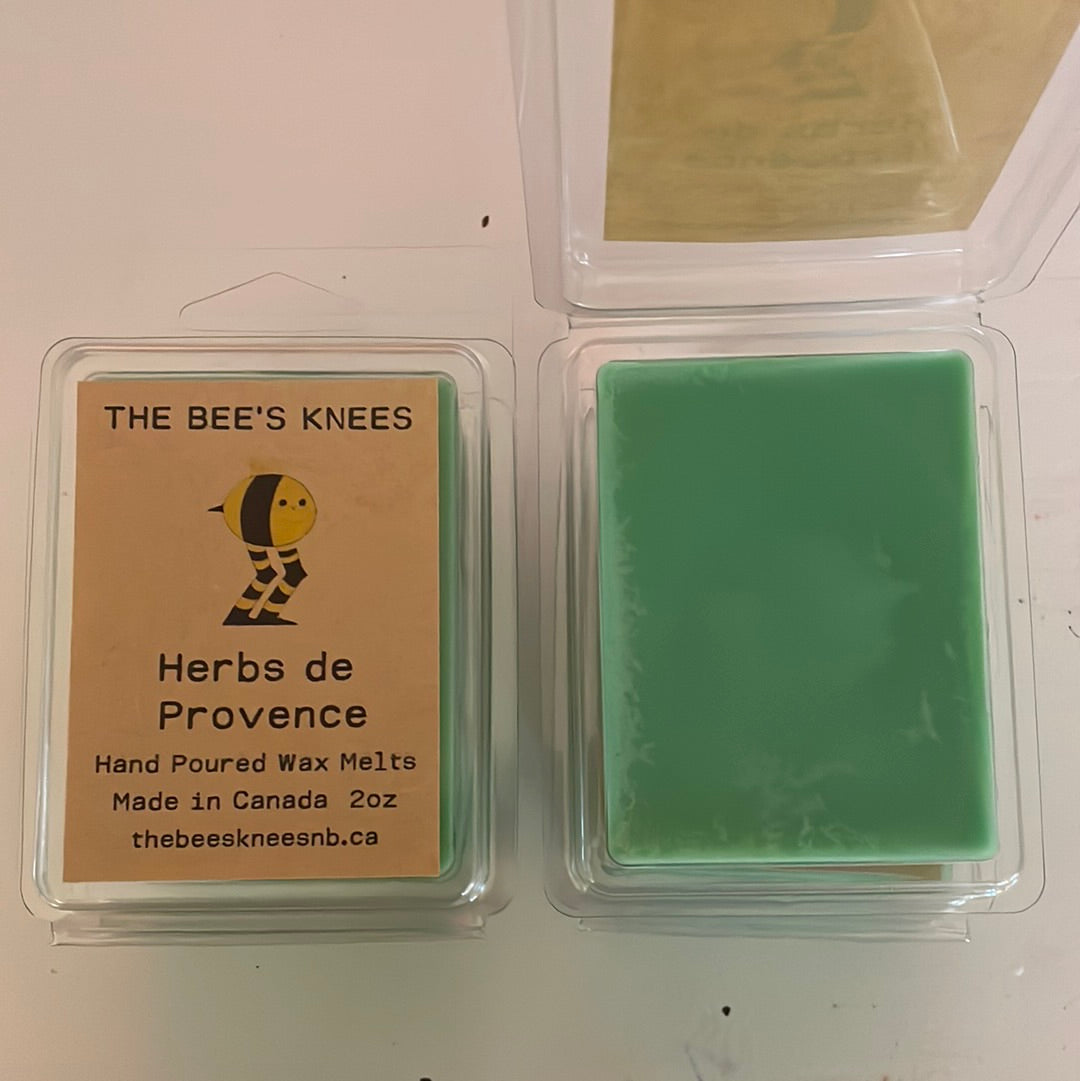 THE BEE'S KNEES
Herbs de
Provence
Hand Poured Wax Melts
Made in Canada 2oz
thebeeskneesnb.ca